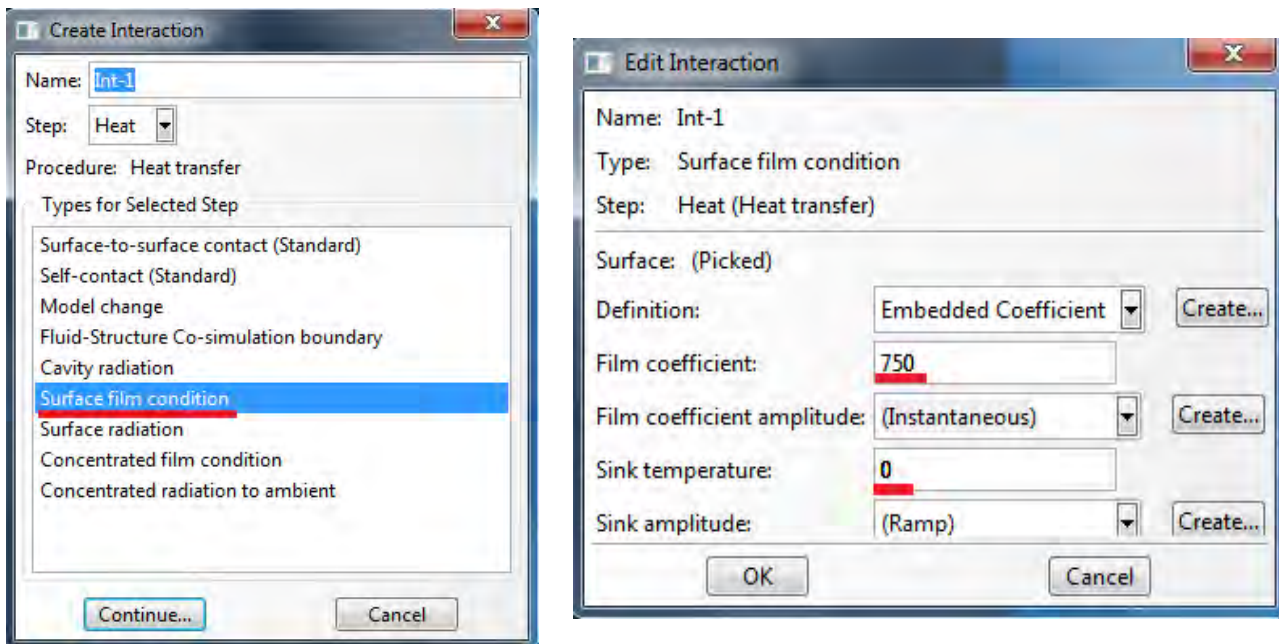 Create Interaction
Name: Int-1
Step: Heat
Procedure: Heat transfer
Types for Selected Step
Surface-to-surface contact (Standard)
Self-contact (Standard)
Model change
Fluid-Structure Co-simulation boundary
Cavity radiation
Surface film condition
Surface radiation
Concentrated film condition
Concentrated radiation to ambient
Continue... Cancel
Edit Interaction
Name: Int-1
Type: Surface film condition
Step: Heat (Heat transfer)
Surface: (Picked)
Definition: Embedded Coefficient Create...
Film coefficient: 750
Film coefficient amplitude: (Instantaneous) Create...
Sink temperature: 0
Sink amplitude: (Ramp) Create...
OK Cancel